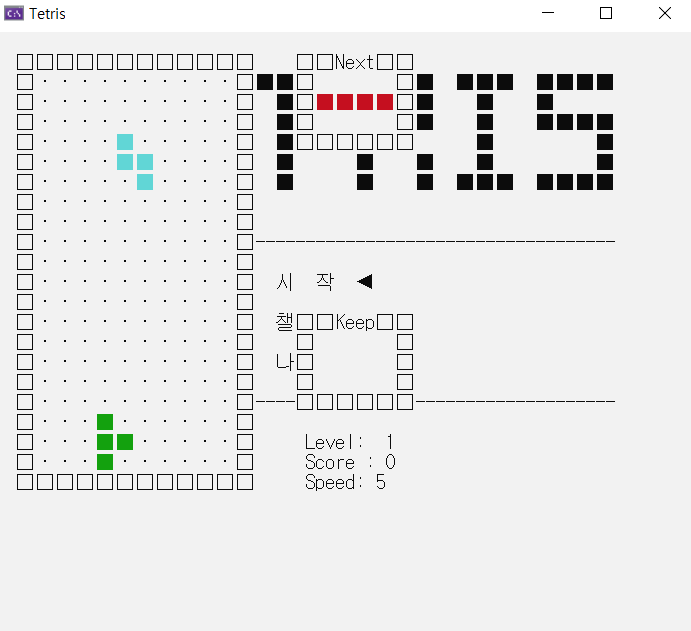 Tetris
Next
시 작 ◀
챌
Keep
나
Level: 1
Score : 0
Speed: 5